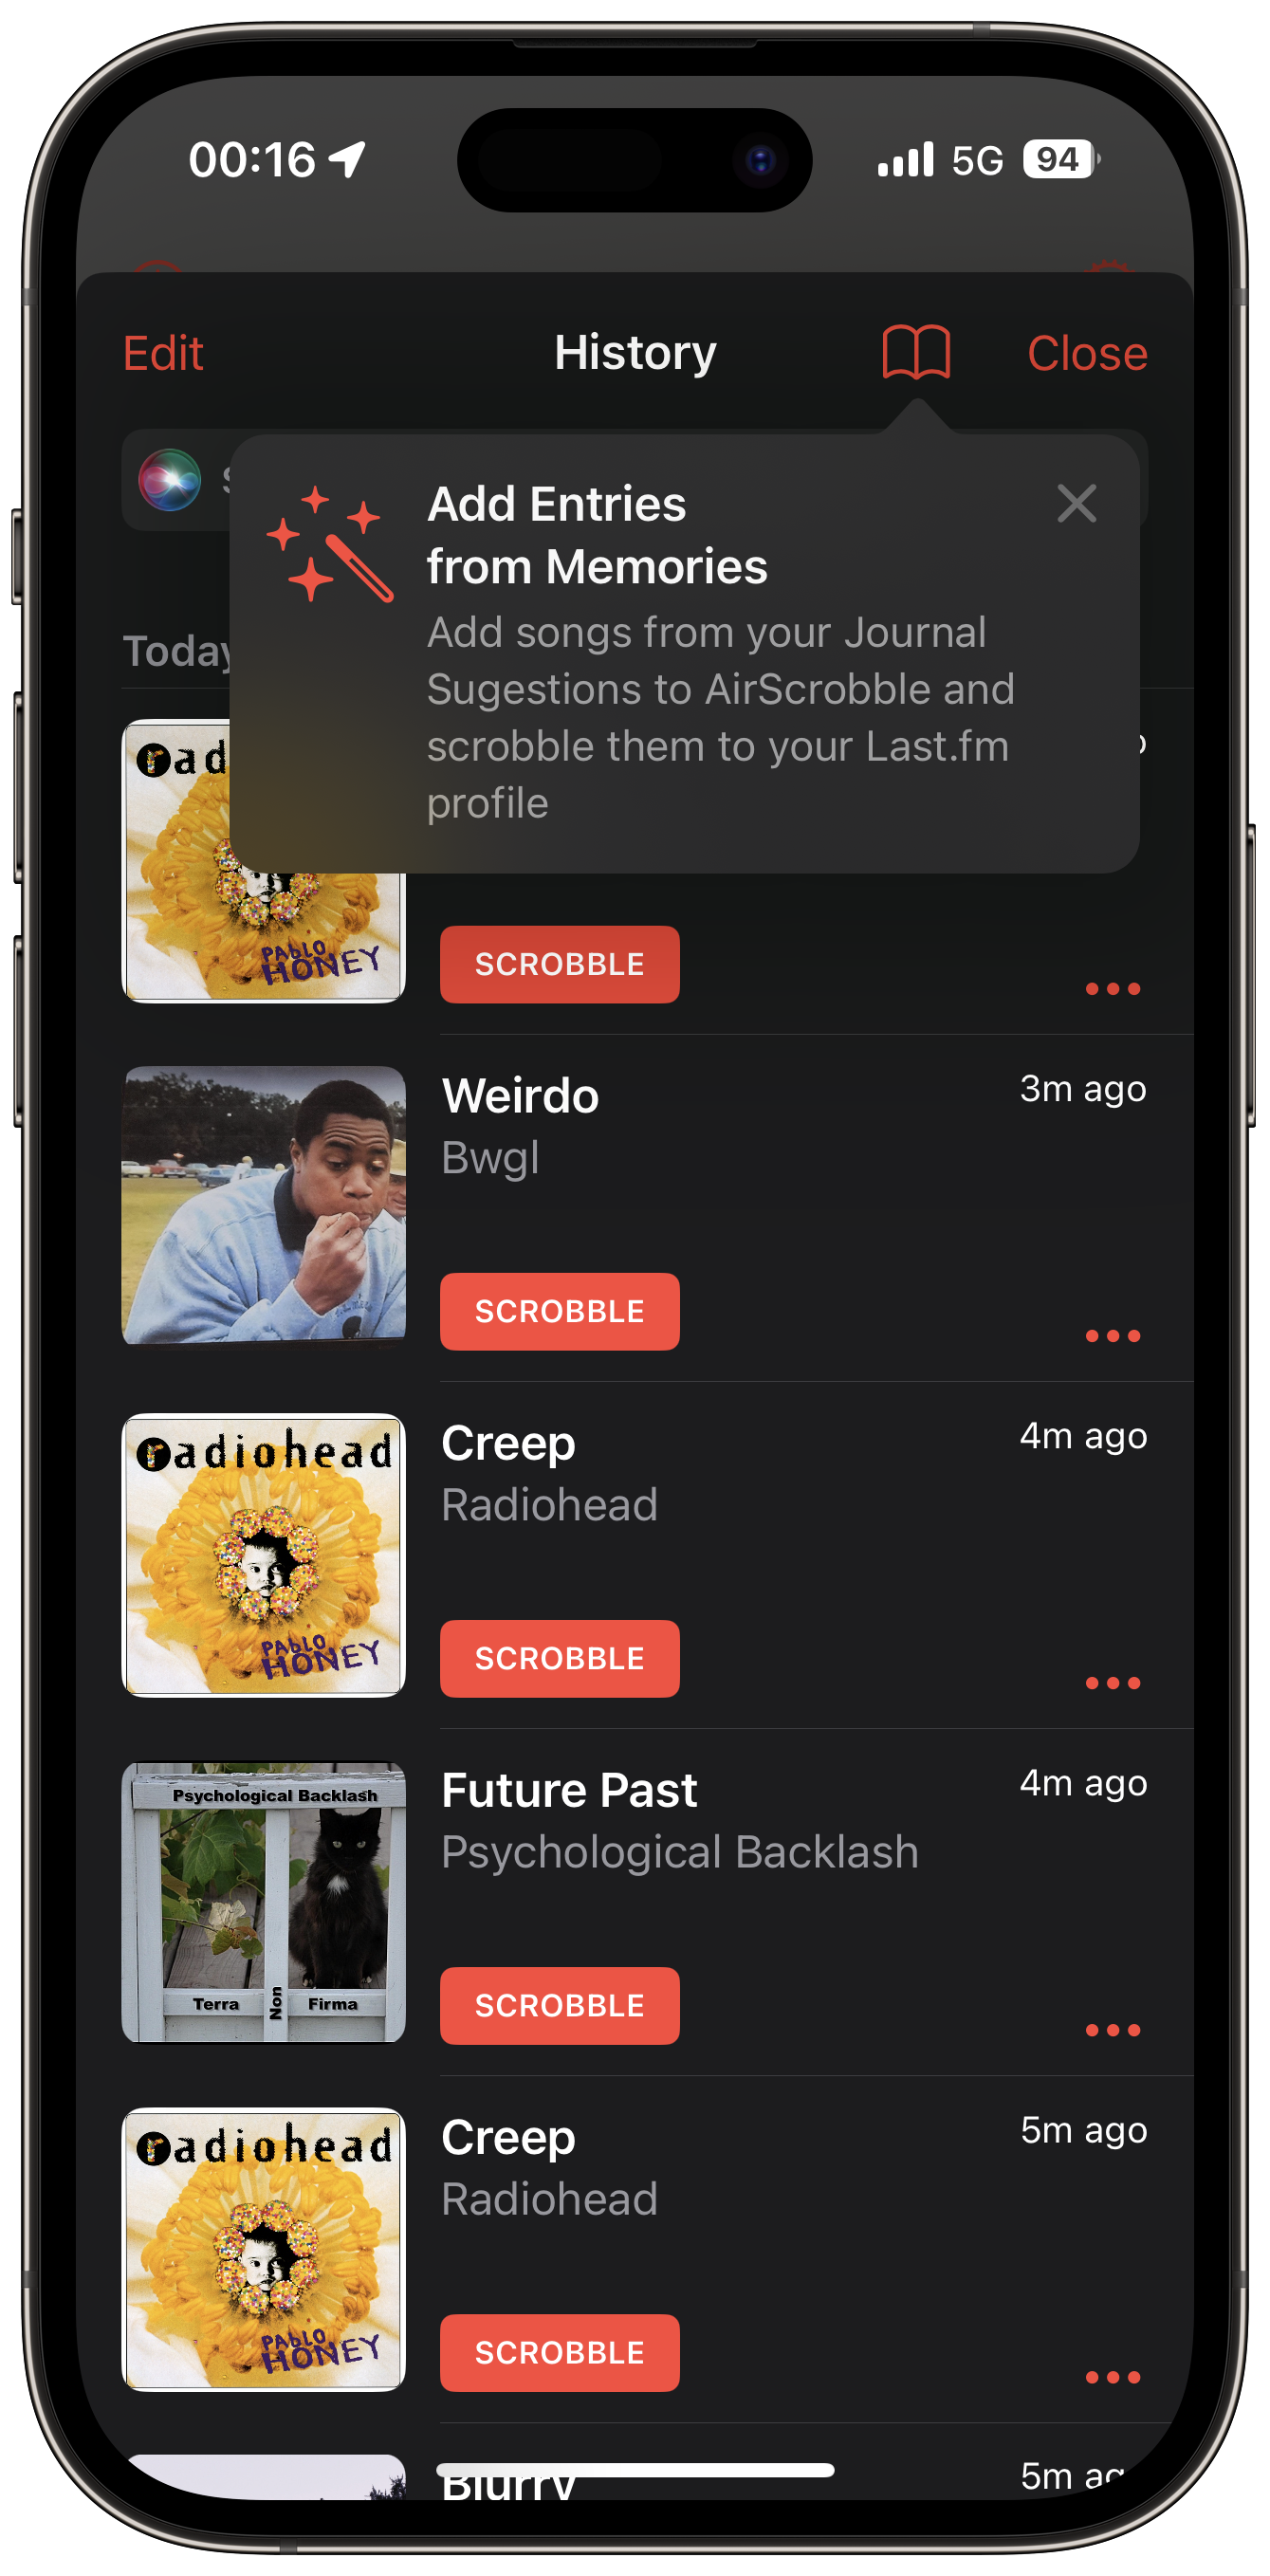 00:16
5G
94
Edit
History
Close
Add Entries
from Memories
Add songs from your Journal
Sugestions to AirScrobble and
scrobble them to your Last.fm
profile
Today
rad
PABLO
HONEY
SCROBBLE
Weirdo
3m ago
Bwgl
SCROBBLE
radiohead
PABLO
HONEY
Creep
4m ago
Radiohead
SCROBBLE
Psychological Backlash
Terra
Non
Firma
Future Past
4m ago
Psychological Backlash
SCROBBLE
radiohead
PABLO
HONEY
Creep
5m ago
Radiohead
SCROBBLE
Blurry
5m ago